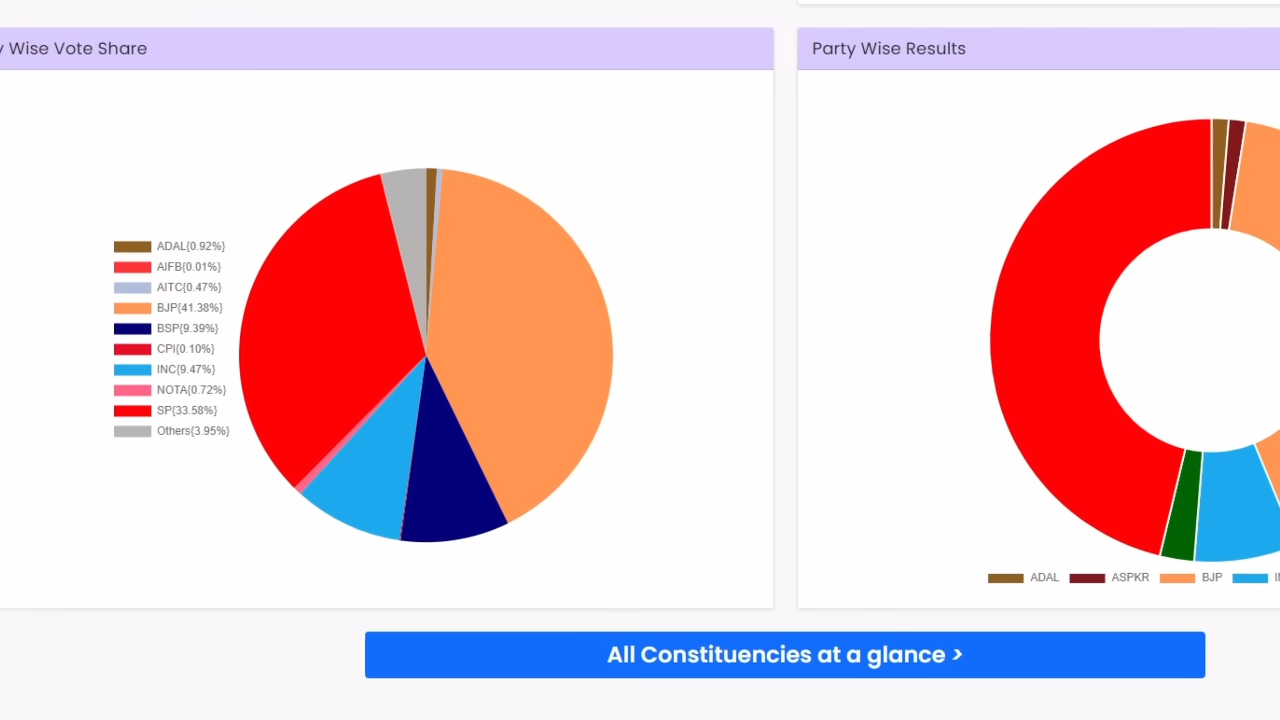 Wise Vote Share
Party Wise Results
ADAL{0.92%}
AIFB{0.01%}
AITC{0.47%}
BJP{41.38%}
BSP{9.39%}
CPI{0.10%}
INC{9.47%}
NOTA{0.72%}
SP{33.58%}
Others{3.95%}
ADAL ASPKR BJP
All Constituencies at a glance >